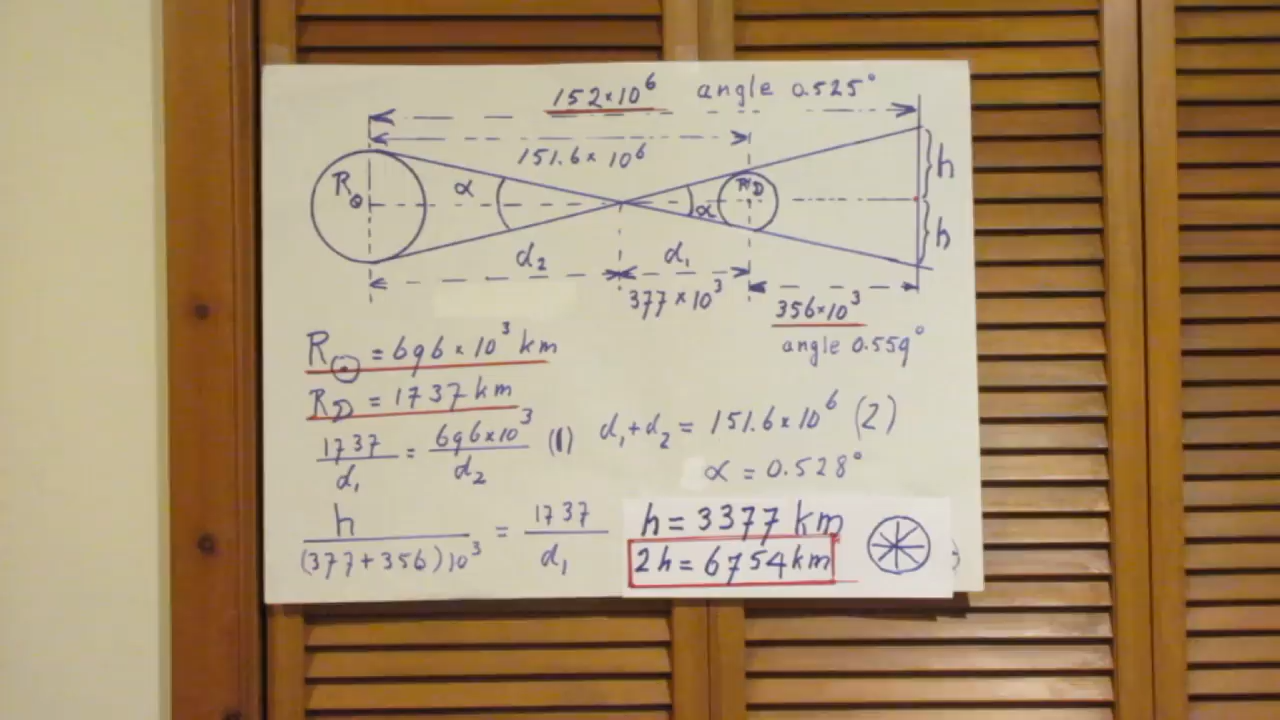 152×10⁶ angle 0.525°
151.6×10⁶
R☉ α α R☽ h
h
d₂ d₁
377×10³ 356×10³
angle 0.559°
R☉ = 696×10³ km
R☽ = 1737 km
1737/d₁ = 696×10³/d₂ (1) d₁+d₂ = 151.6×10⁶ (2)
α = 0.528°
h/(377+356)10³ = 1737/d₁ h = 3377 km
2h = 6754 km